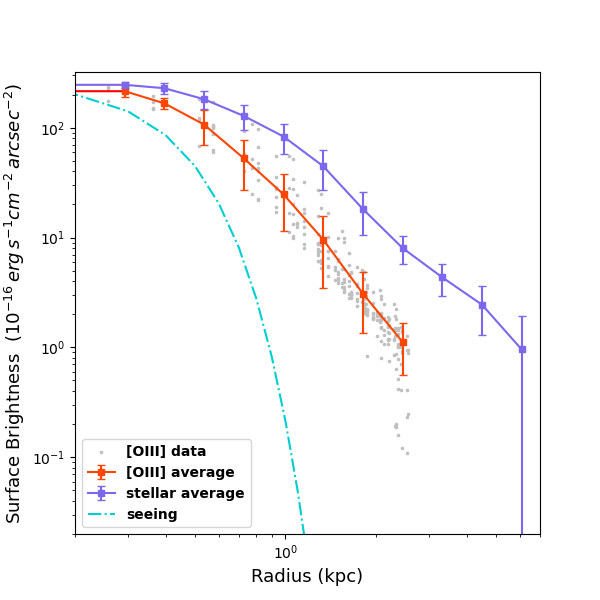 Surface Brightness  (10⁻¹⁶ erg s⁻¹cm⁻² arcsec⁻²)
10²
10¹
10⁰
10⁻¹
[OIII] data
[OIII] average
stellar average
seeing
10⁰
Radius (kpc)